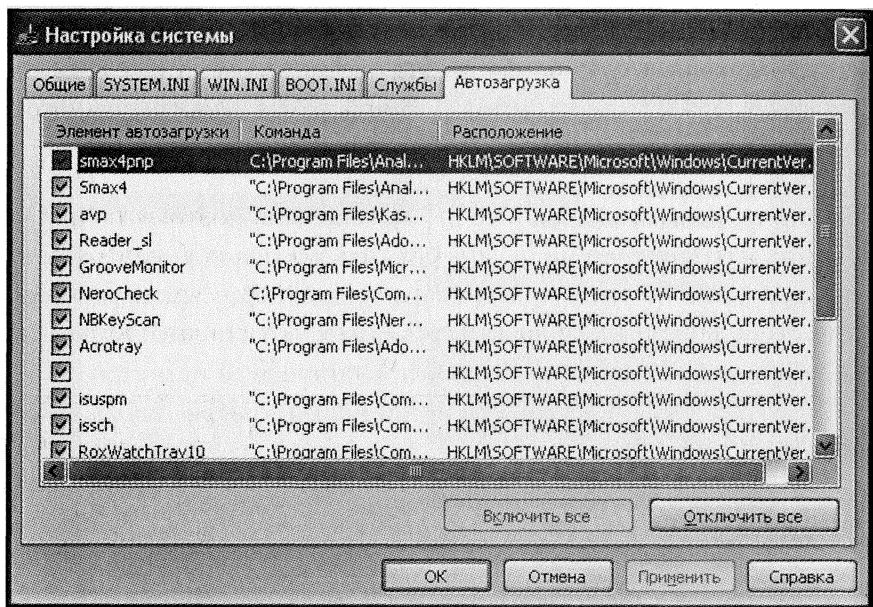 Настройка системы
Общие SYSTEM.INI WIN.INI BOOT.INI Службы Автозагрузка
Элемент автозагрузки Команда Расположение
smax4pnp C:\Program Files\Anal... HKLM\SOFTWARE\Microsoft\Windows\CurrentVer.
Smax4 "C:\Program Files\Anal... HKLM\SOFTWARE\Microsoft\Windows\CurrentVer.
avp "C:\Program Files\Kas... HKLM\SOFTWARE\Microsoft\Windows\CurrentVer.
Reader_sl "C:\Program Files\Ado... HKLM\SOFTWARE\Microsoft\Windows\CurrentVer.
GrooveMonitor "C:\Program Files\Micr... HKLM\SOFTWARE\Microsoft\Windows\CurrentVer.
NeroCheck C:\Program Files\Com... HKLM\SOFTWARE\Microsoft\Windows\CurrentVer.
NBKeyScan "C:\Program Files\Ner... HKLM\SOFTWARE\Microsoft\Windows\CurrentVer.
Acrotray "C:\Program Files\Ado... HKLM\SOFTWARE\Microsoft\Windows\CurrentVer.
HKLM\SOFTWARE\Microsoft\Windows\CurrentVer.
isuspm "C:\Program Files\Com... HKLM\SOFTWARE\Microsoft\Windows\CurrentVer.
issch "C:\Program Files\Com... HKLM\SOFTWARE\Microsoft\Windows\CurrentVer.
RoxWatchTray10 "C:\Program Files\Com... HKLM\SOFTWARE\Microsoft\Windows\CurrentVer.
Включить все Отключить все
ОК Отмена Применить Справка